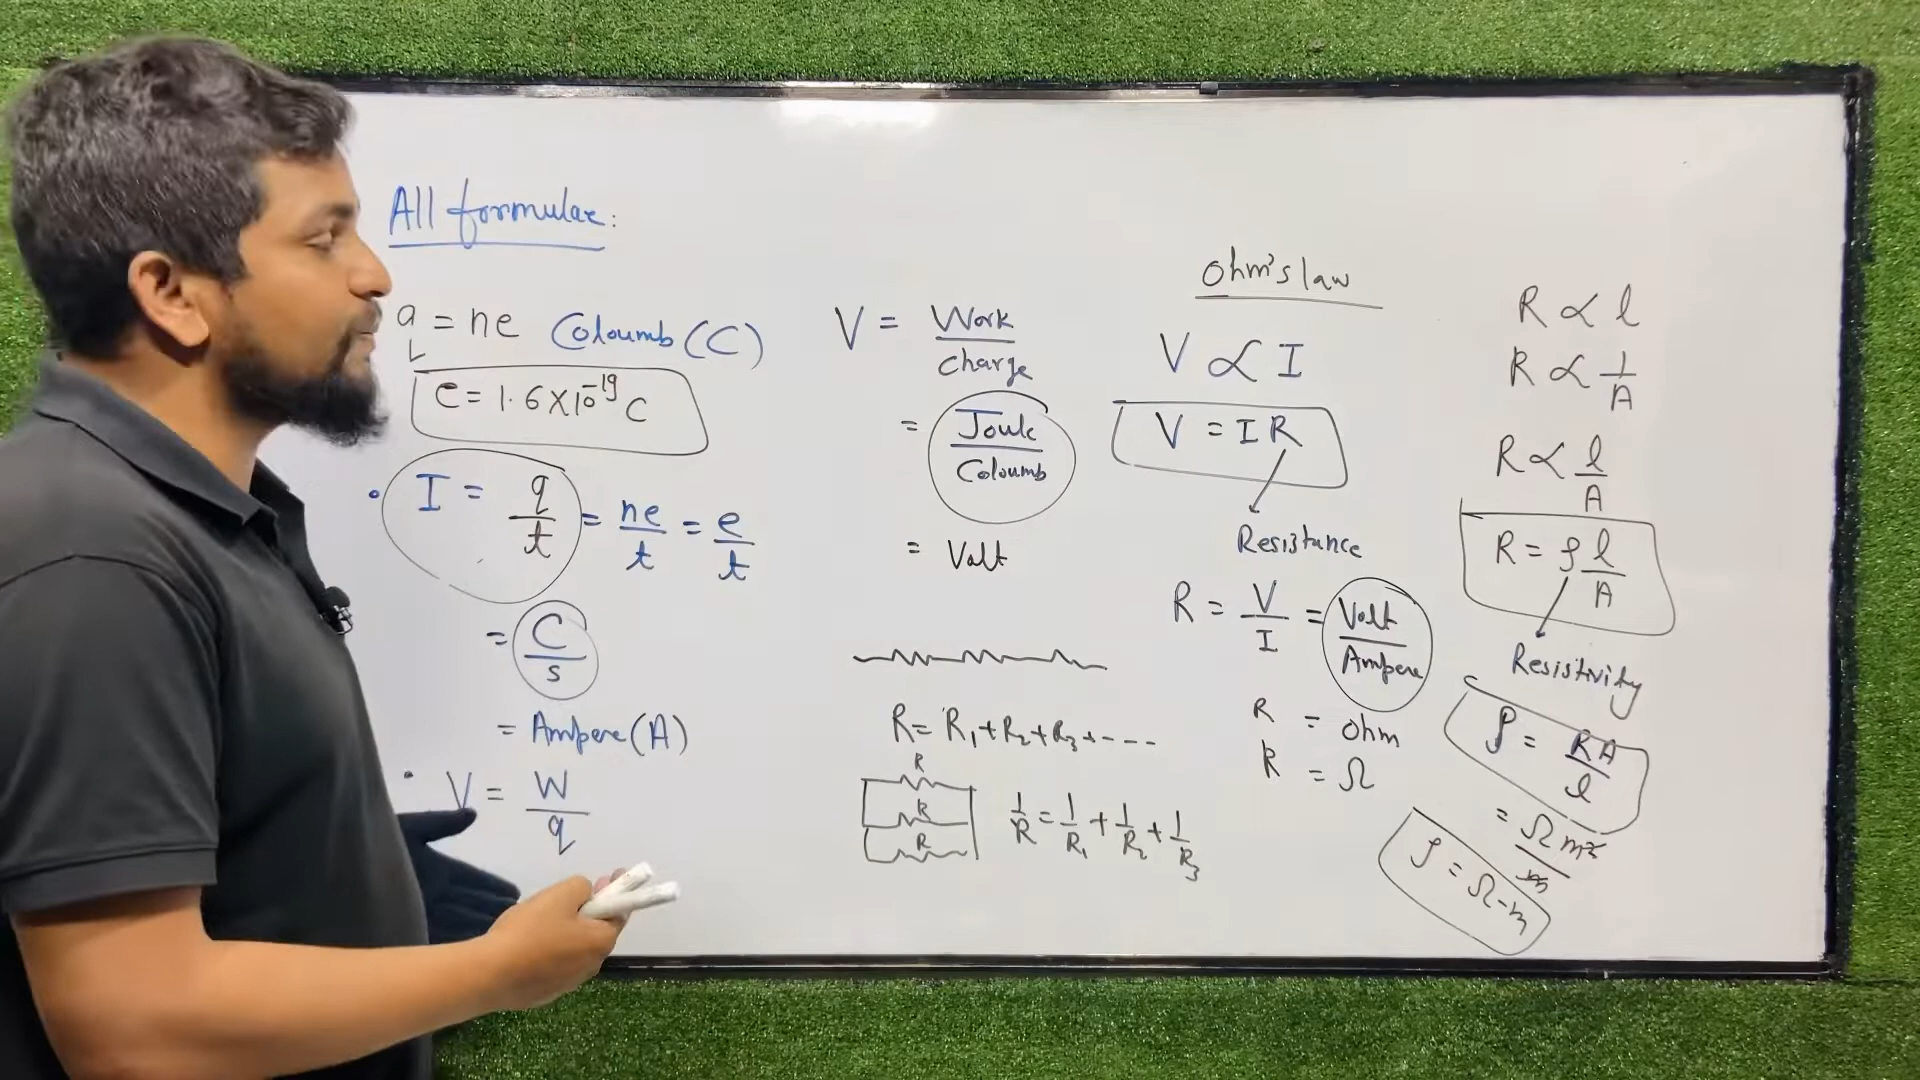 All formulae:
q = ne Coloumb (C)
e = 1.6 X 10⁻¹⁹ C
I = q/t = ne/t = e/t
= C/s
= Ampere (A)
V = W/q
V = Work/Charge
= Joule/Coloumb
= Volt
R = R₁+R₂+R₃+----
R
R
R
1/R = 1/R₁ + 1/R₂ + 1/R₃
Ohm's law
V ∝ I
V = IR
Resistance
R = V/I = Volt/Ampere
R = ohm
R = Ω
R ∝ l
R ∝ 1/A
R ∝ l/A
R = ρ l/A
Resistivity
ρ = RA/l
= Ω m²/m
ρ = Ω-m